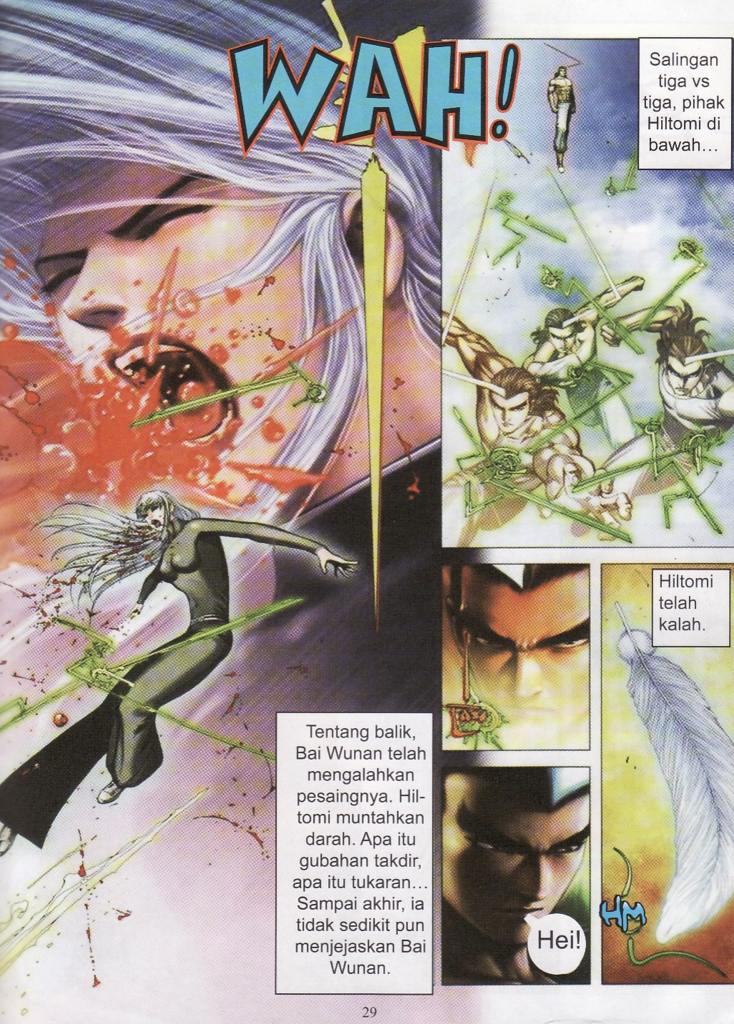 WAH!
Salingan
tiga vs
tiga, pihak
Hiltomi di
bawah...
Hiltomi
telah
kalah.
Tentang balik,
Bai Wunan telah
mengalahkan
pesaingnya. Hil-
tomi muntahkan
darah. Apa itu
gubahan takdir,
apa itu tukaran...
Sampai akhir, ia
tidak sedikit pun
menjejaskan Bai
Wunan.
HM
Hei!
29